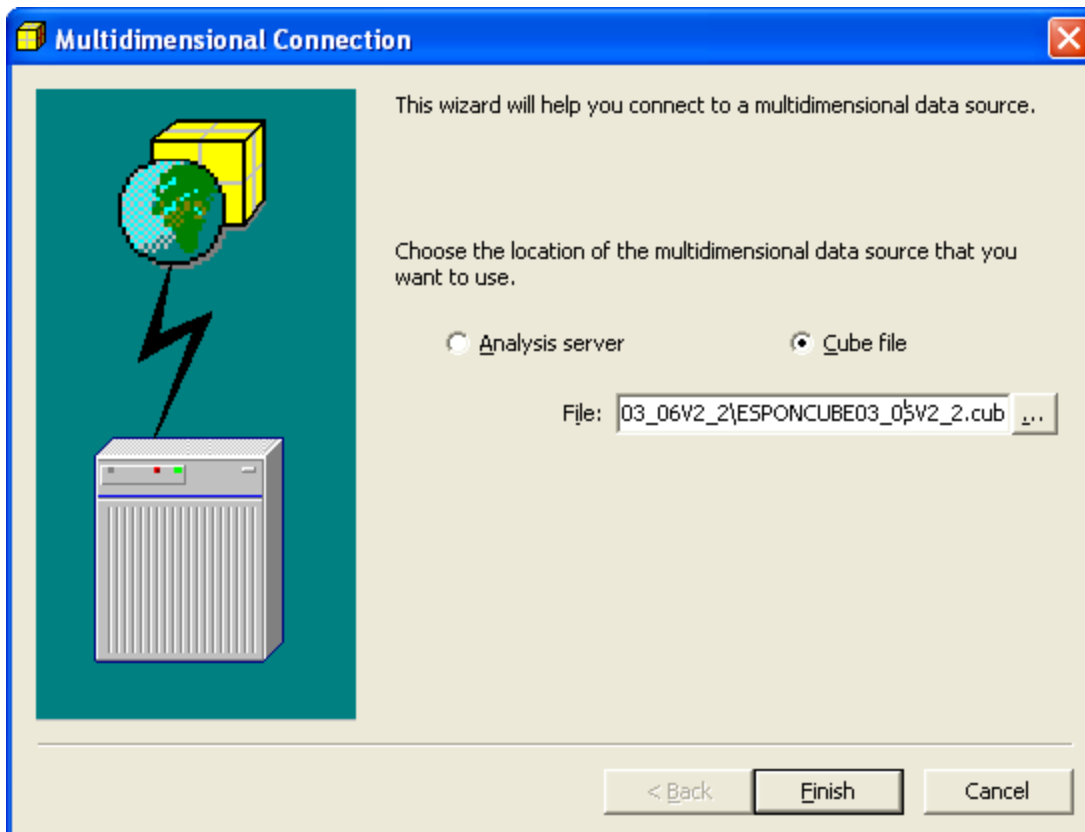 Multidimensional Connection
This wizard will help you connect to a multidimensional data source.
Choose the location of the multidimensional data source that you
want to use.
Analysis server
Cube file
File: 03_06V2_2\ESPONCUBE03_05V2_2.cub ...
< Back Finish Cancel